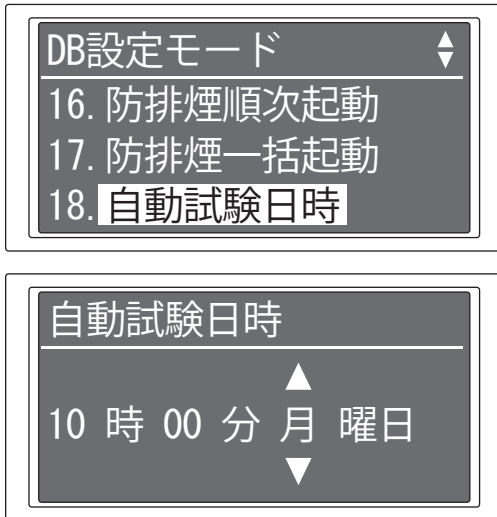 DB設定モード
16. 防排煙順次起動
17. 防排煙一括起動
18. 自動試験日時
自動試験日時
10 時 00 分 月 曜日